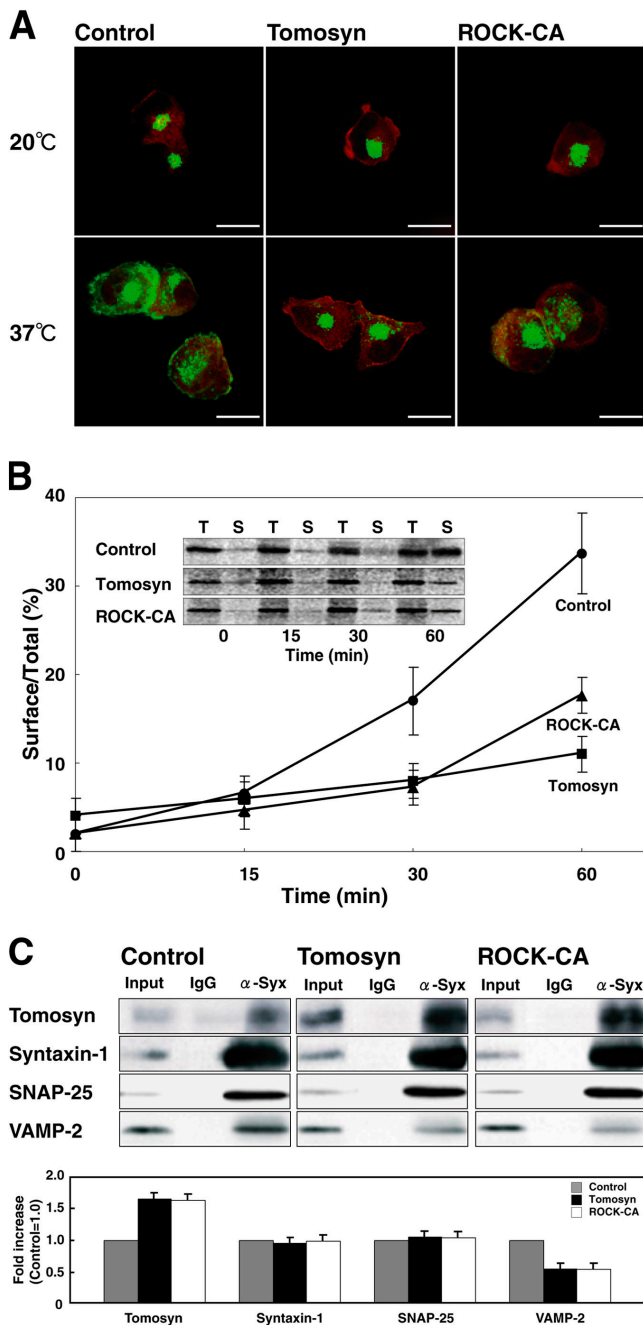 A
Control Tomosyn ROCK-CA
20℃
37℃
B
40
30
20
10
0
Surface/Total (%)
T S T S T S T S
Control
Tomosyn
ROCK-CA
0 15 30 60
Time (min)
Control
ROCK-CA
Tomosyn
0 15 30 60
Time (min)
C
Control Tomosyn ROCK-CA
Input IgG α-Syx Input IgG α-Syx Input IgG α-Syx
Tomosyn
Syntaxin-1
SNAP-25
VAMP-2
Fold increase
(Control=1.0)
2.0
1.5
1.0
0.5
0
Control
Tomosyn
ROCK-CA
Tomosyn Syntaxin-1 SNAP-25 VAMP-2